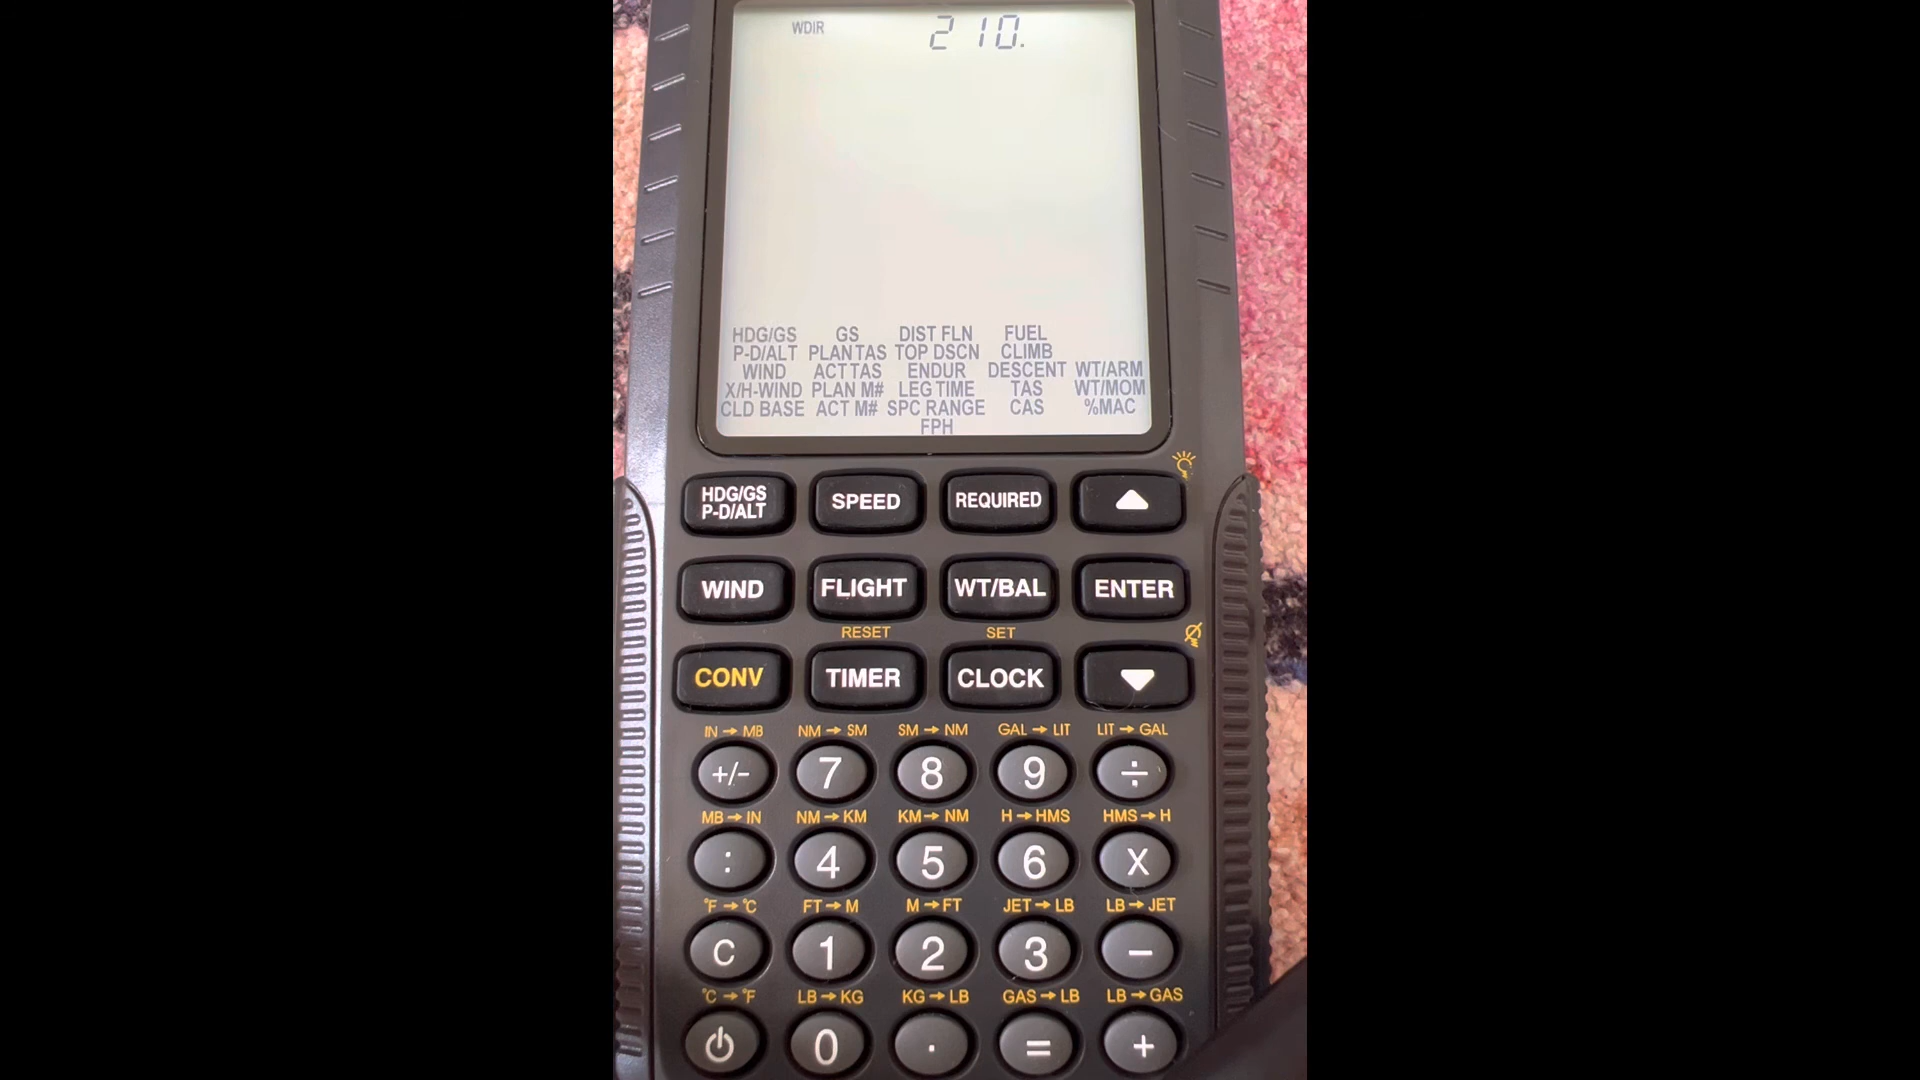 WDIR 210.
HDG/GS GS DIST FLN FUEL
P-D/ALT PLAN TAS TOP DSCN CLIMB
WIND ACT TAS ENDUR DESCENT WT/ARM
X/H-WIND PLAN M# LEG TIME TAS WT/MOM
CLD BASE ACT M# SPC RANGE CAS %MAC
FPH
HDG/GS
P-D/ALT
SPEED
REQUIRED
WIND
FLIGHT
WT/BAL
ENTER
RESET SET
CONV
TIMER
CLOCK
IN → MB NM → SM SM → NM GAL → LIT LIT → GAL
+/- 7 8 9 ÷
MB → IN NM → KM KM → NM H → HMS HMS → H
: 4 5 6 X
°F → °C FT → M M → FT JET → LB LB → JET
C 1 2 3 −
°C → °F LB → KG KG → LB GAS → LB LB → GAS
0 . = +